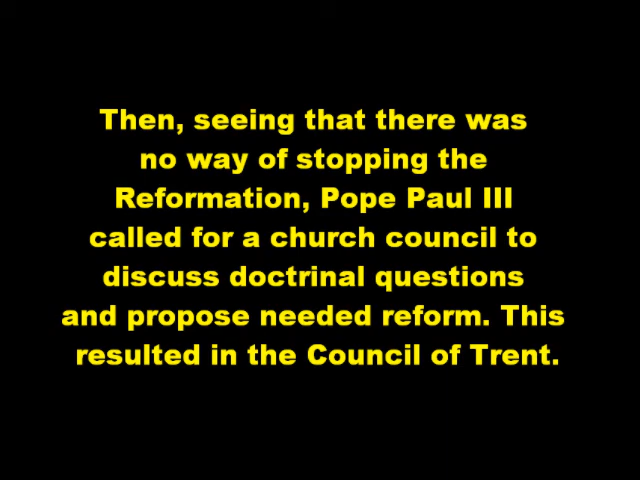 Then, seeing that there was
no way of stopping the
Reformation, Pope Paul III
called for a church council to
discuss doctrinal questions
and propose needed reform. This
resulted in the Council of Trent.